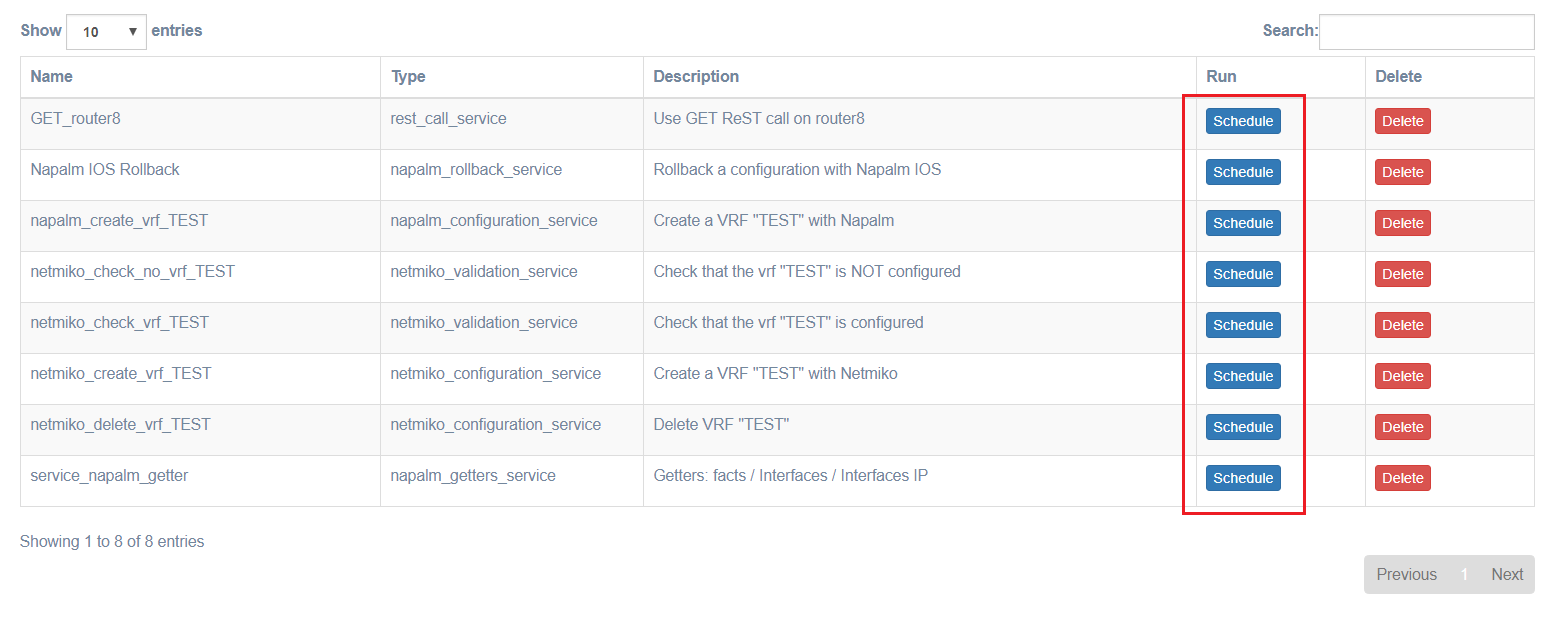 Show 10 entries Search:
Name Type Description Run Delete
GET_router8 rest_call_service Use GET ReST call on router8 Schedule Delete
Napalm IOS Rollback napalm_rollback_service Rollback a configuration with Napalm IOS Schedule Delete
napalm_create_vrf_TEST napalm_configuration_service Create a VRF "TEST" with Napalm Schedule Delete
netmiko_check_no_vrf_TEST netmiko_validation_service Check that the vrf "TEST" is NOT configured Schedule Delete
netmiko_check_vrf_TEST netmiko_validation_service Check that the vrf "TEST" is configured Schedule Delete
netmiko_create_vrf_TEST netmiko_configuration_service Create a VRF "TEST" with Netmiko Schedule Delete
netmiko_delete_vrf_TEST netmiko_configuration_service Delete VRF "TEST" Schedule Delete
service_napalm_getter napalm_getters_service Getters: facts / Interfaces / Interfaces IP Schedule Delete
Showing 1 to 8 of 8 entries
Previous 1 Next